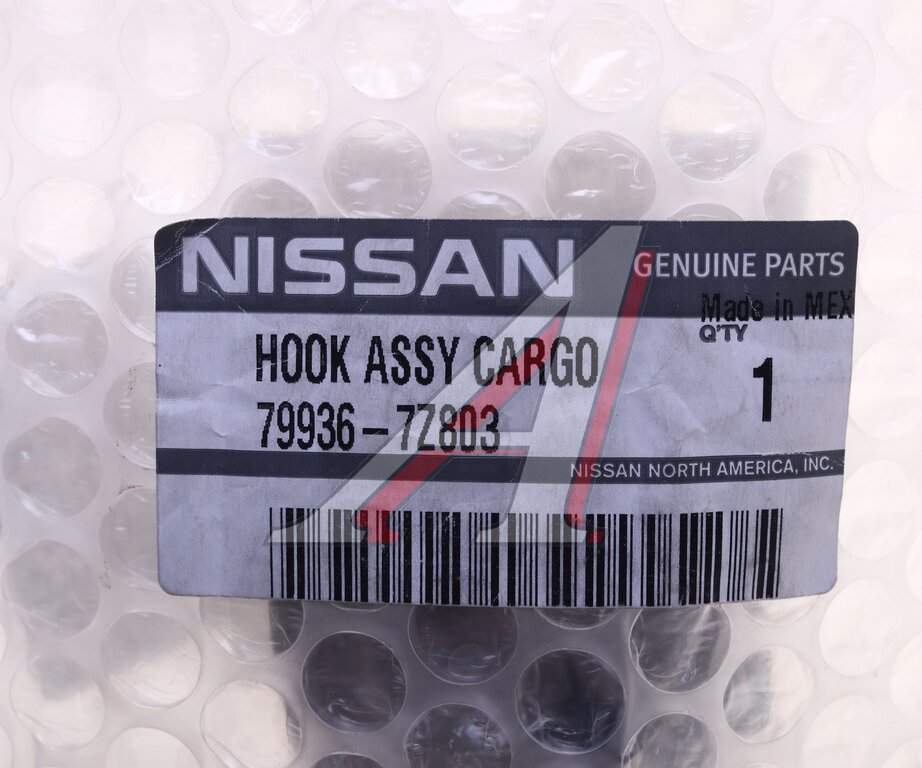 NISSAN
GENUINE PARTS
Made in MEX
Q'TY
HOOK ASSY CARGO
1
79936-7Z803
NISSAN NORTH AMERICA, INC.